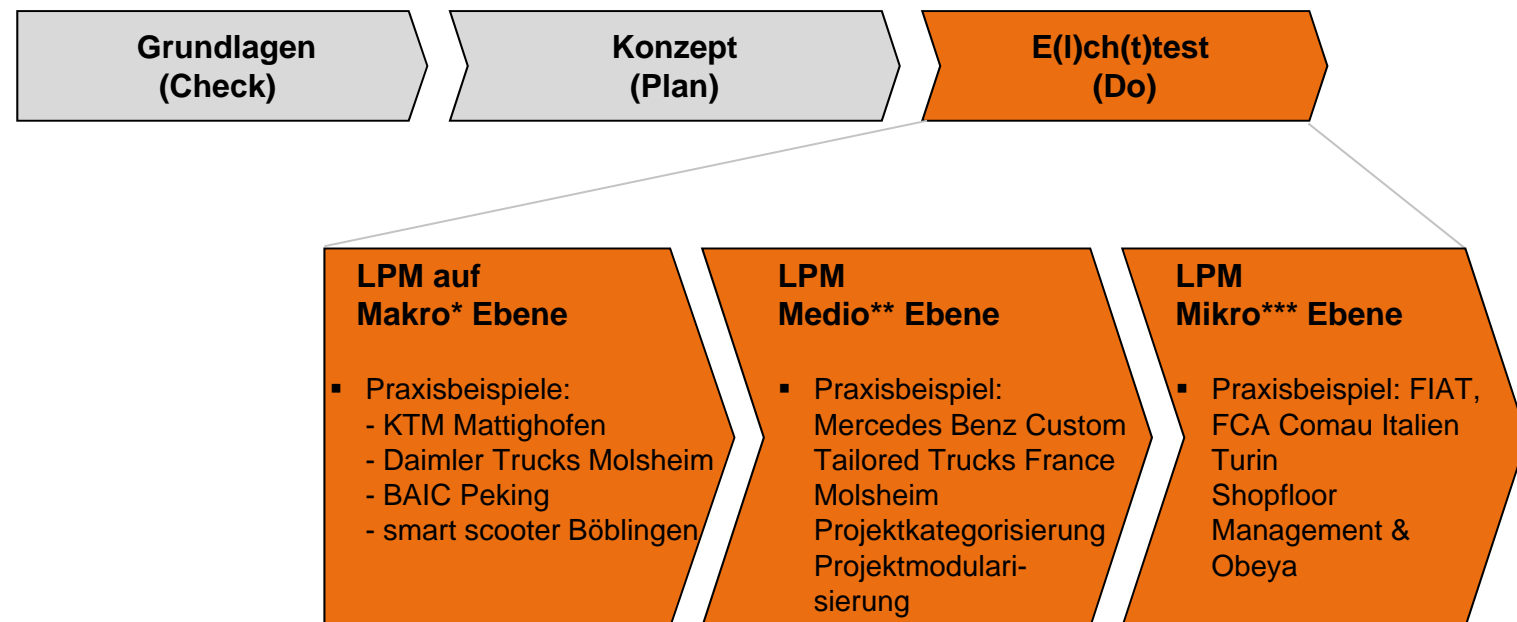 Grundlagen
(Check)
Konzept
(Plan)
E(l)ch(t)test
(Do)
LPM auf
Makro* Ebene
▪ Praxisbeispiele:
- KTM Mattighofen
- Daimler Trucks Molsheim
- BAIC Peking
- smart scooter Böblingen
LPM
Medio** Ebene
▪ Praxisbeispiel:
Mercedes Benz Custom
Tailored Trucks France
Molsheim
Projektkategorisierung
Projektmodulari-
sierung
LPM
Mikro*** Ebene
▪ Praxisbeispiel: FIAT,
FCA Comau Italien
Turin
Shopfloor
Management &
Obeya